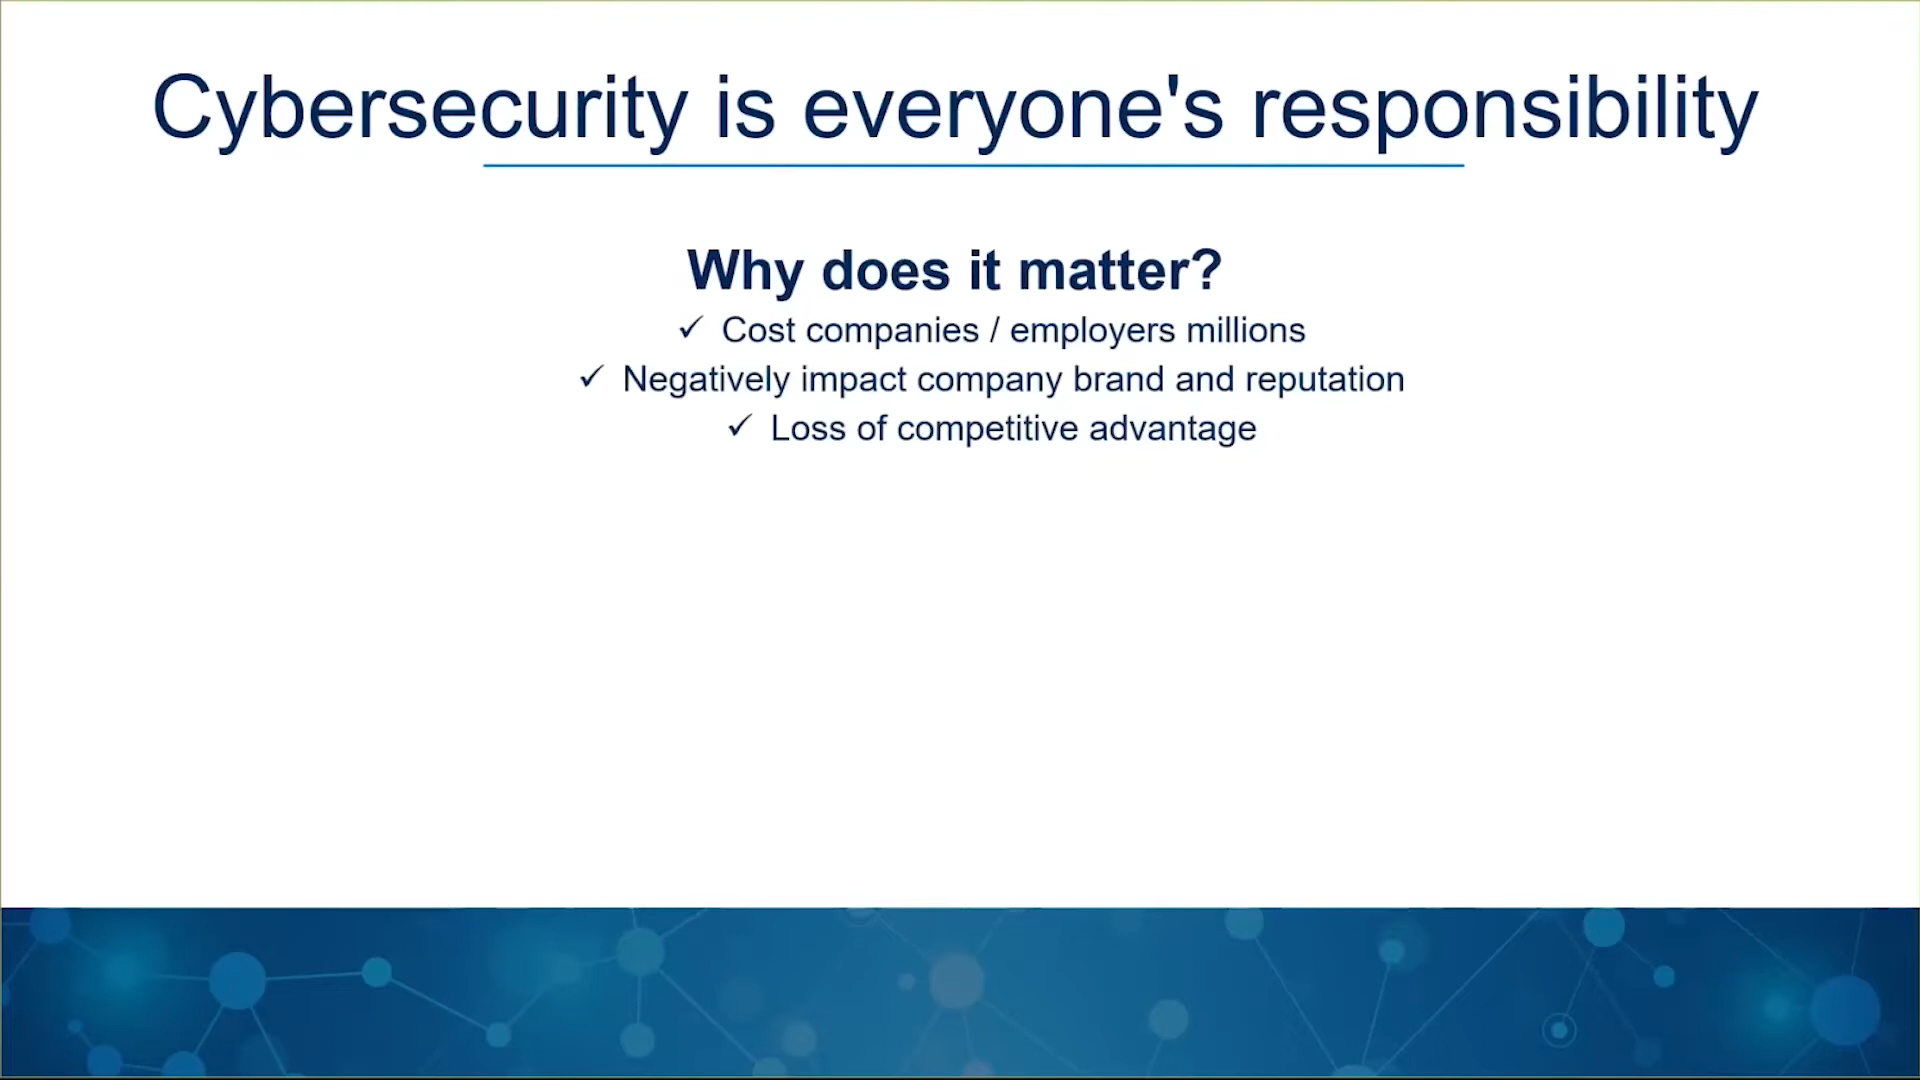 Cybersecurity is everyone's responsibility
Why does it matter?
✓ Cost companies / employers millions
✓ Negatively impact company brand and reputation
✓ Loss of competitive advantage